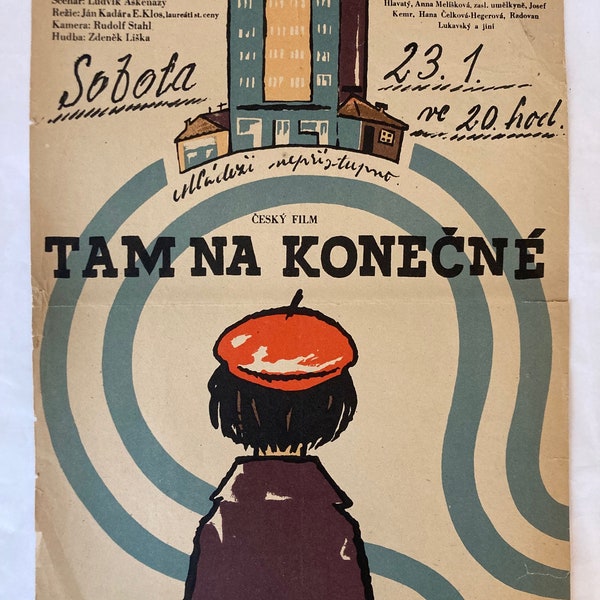 Scénář: Ludvík Aškenazy
Režie: Ján Kadár a E. Klos, laureáti st. ceny
Kamera: Rudolf Stahl
Hudba: Zdeněk Liška
Hlavatý, Anna Melíšková, zasl. umělkyně, Josef
Kemr, Hana Čelková-Hegerová, Radovan
Lukavský a jiní
Sobota
23.1.
ve 20. hod.
Mládeži nepřístupno.
ČESKÝ FILM
TAM NA KONEČNÉ